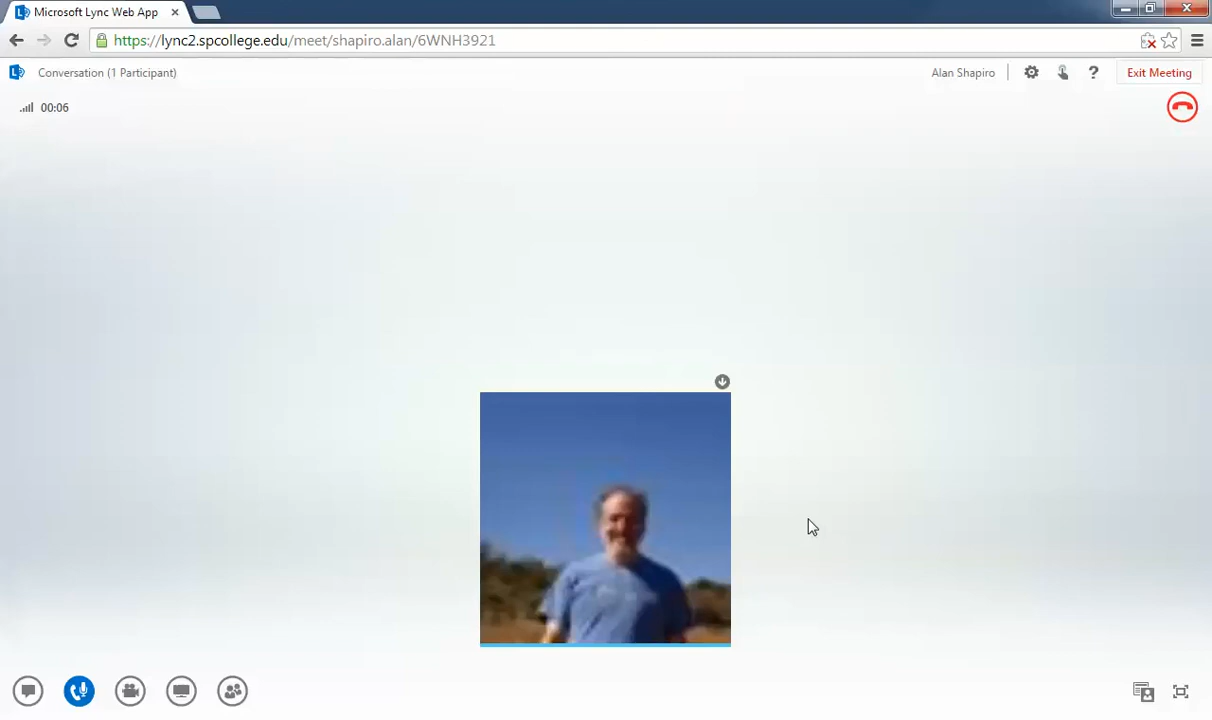 Microsoft Lync Web App
https://lync2.spcollege.edu/meet/shapiro.alan/6WNH3921
Conversation (1 Participant)
Alan Shapiro
?
Exit Meeting
00:06